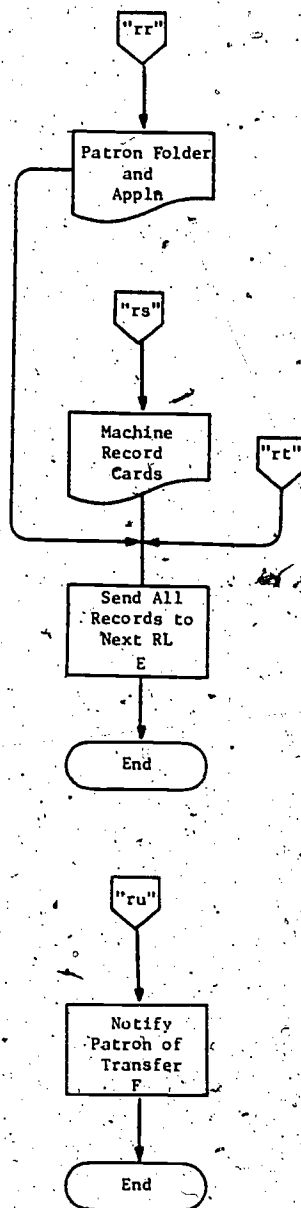 "rr"
Patron Folder
and
Appln
"rs"
Machine
Record
Cards
"rt"
Send All
Records to
Next RL
E
End
"ru"
Notify
Patron of
Transfer
F
End